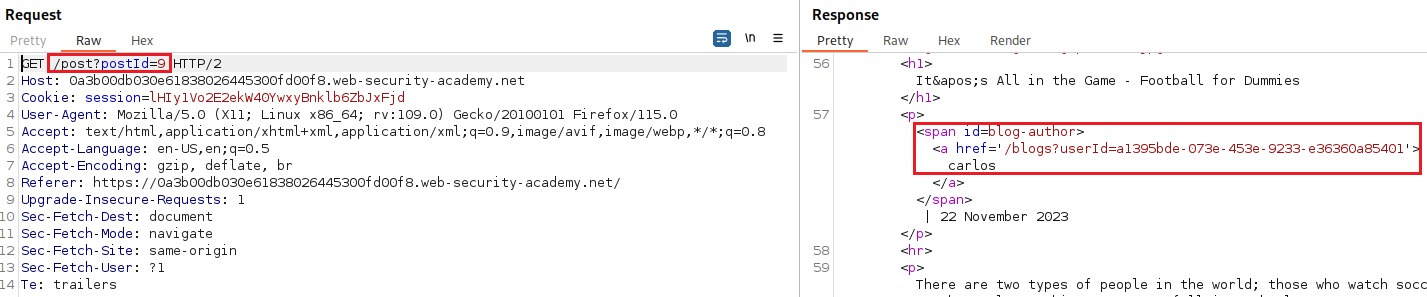 Request
Pretty Raw Hex
\n
1 GET /post?postId=9 HTTP/2
2 Host: 0a3b00db030e61838026445300fd00f8.web-security-academy.net
3 Cookie: session=lHIy1Vo2E2ekW40YwxyBnklb6ZbJxFjd
4 User-Agent: Mozilla/5.0 (X11; Linux x86_64; rv:109.0) Gecko/20100101 Firefox/115.0
5 Accept: text/html,application/xhtml+xml,application/xml;q=0.9,image/avif,image/webp,*/*;q=0.8
6 Accept-Language: en-US,en;q=0.5
7 Accept-Encoding: gzip, deflate, br
8 Referer: https://0a3b00db030e61838026445300fd00f8.web-security-academy.net/
9 Upgrade-Insecure-Requests: 1
10 Sec-Fetch-Dest: document
11 Sec-Fetch-Mode: navigate
12 Sec-Fetch-Site: same-origin
13 Sec-Fetch-User: ?1
14 Te: trailers
Response
Pretty Raw Hex Render
56 <h1>
It&apos;s All in the Game - Football for Dummies
</h1>
57 <p>
<span id=blog-author>
<a href='/blogs?userId=a1395bde-073e-453e-9233-e36360a85401'>
carlos
</a>
</span>
| 22 November 2023
</p>
58 <hr>
59 <p>
There are two types of people in the world; those who watch soc